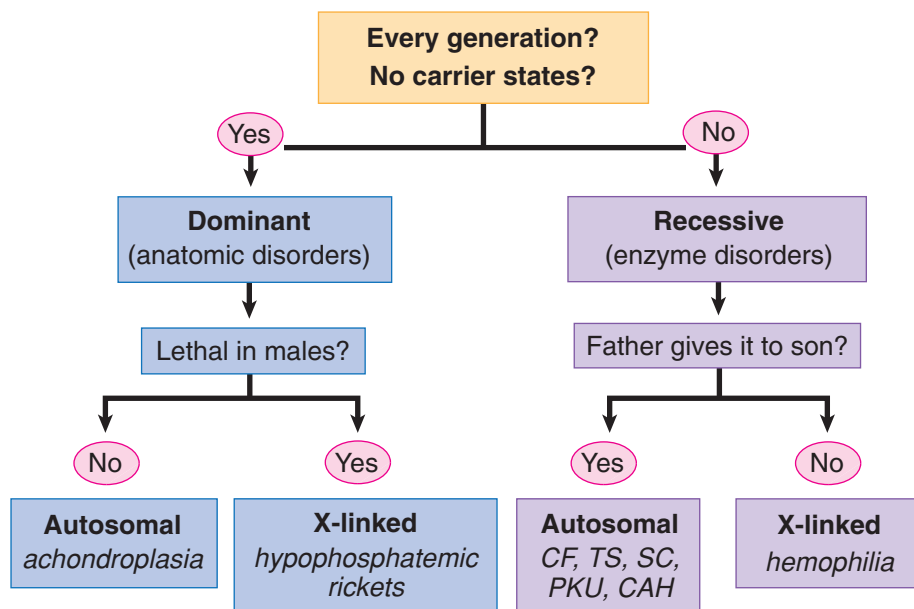 Every generation?
No carrier states?
Yes
No
Dominant
(anatomic disorders)
Recessive
(enzyme disorders)
Lethal in males?
Father gives it to son?
No
Yes
Yes
No
Autosomal
achondroplasia
X-linked
hypophosphatemic
rickets
Autosomal
CF, TS, SC,
PKU, CAH
X-linked
hemophilia